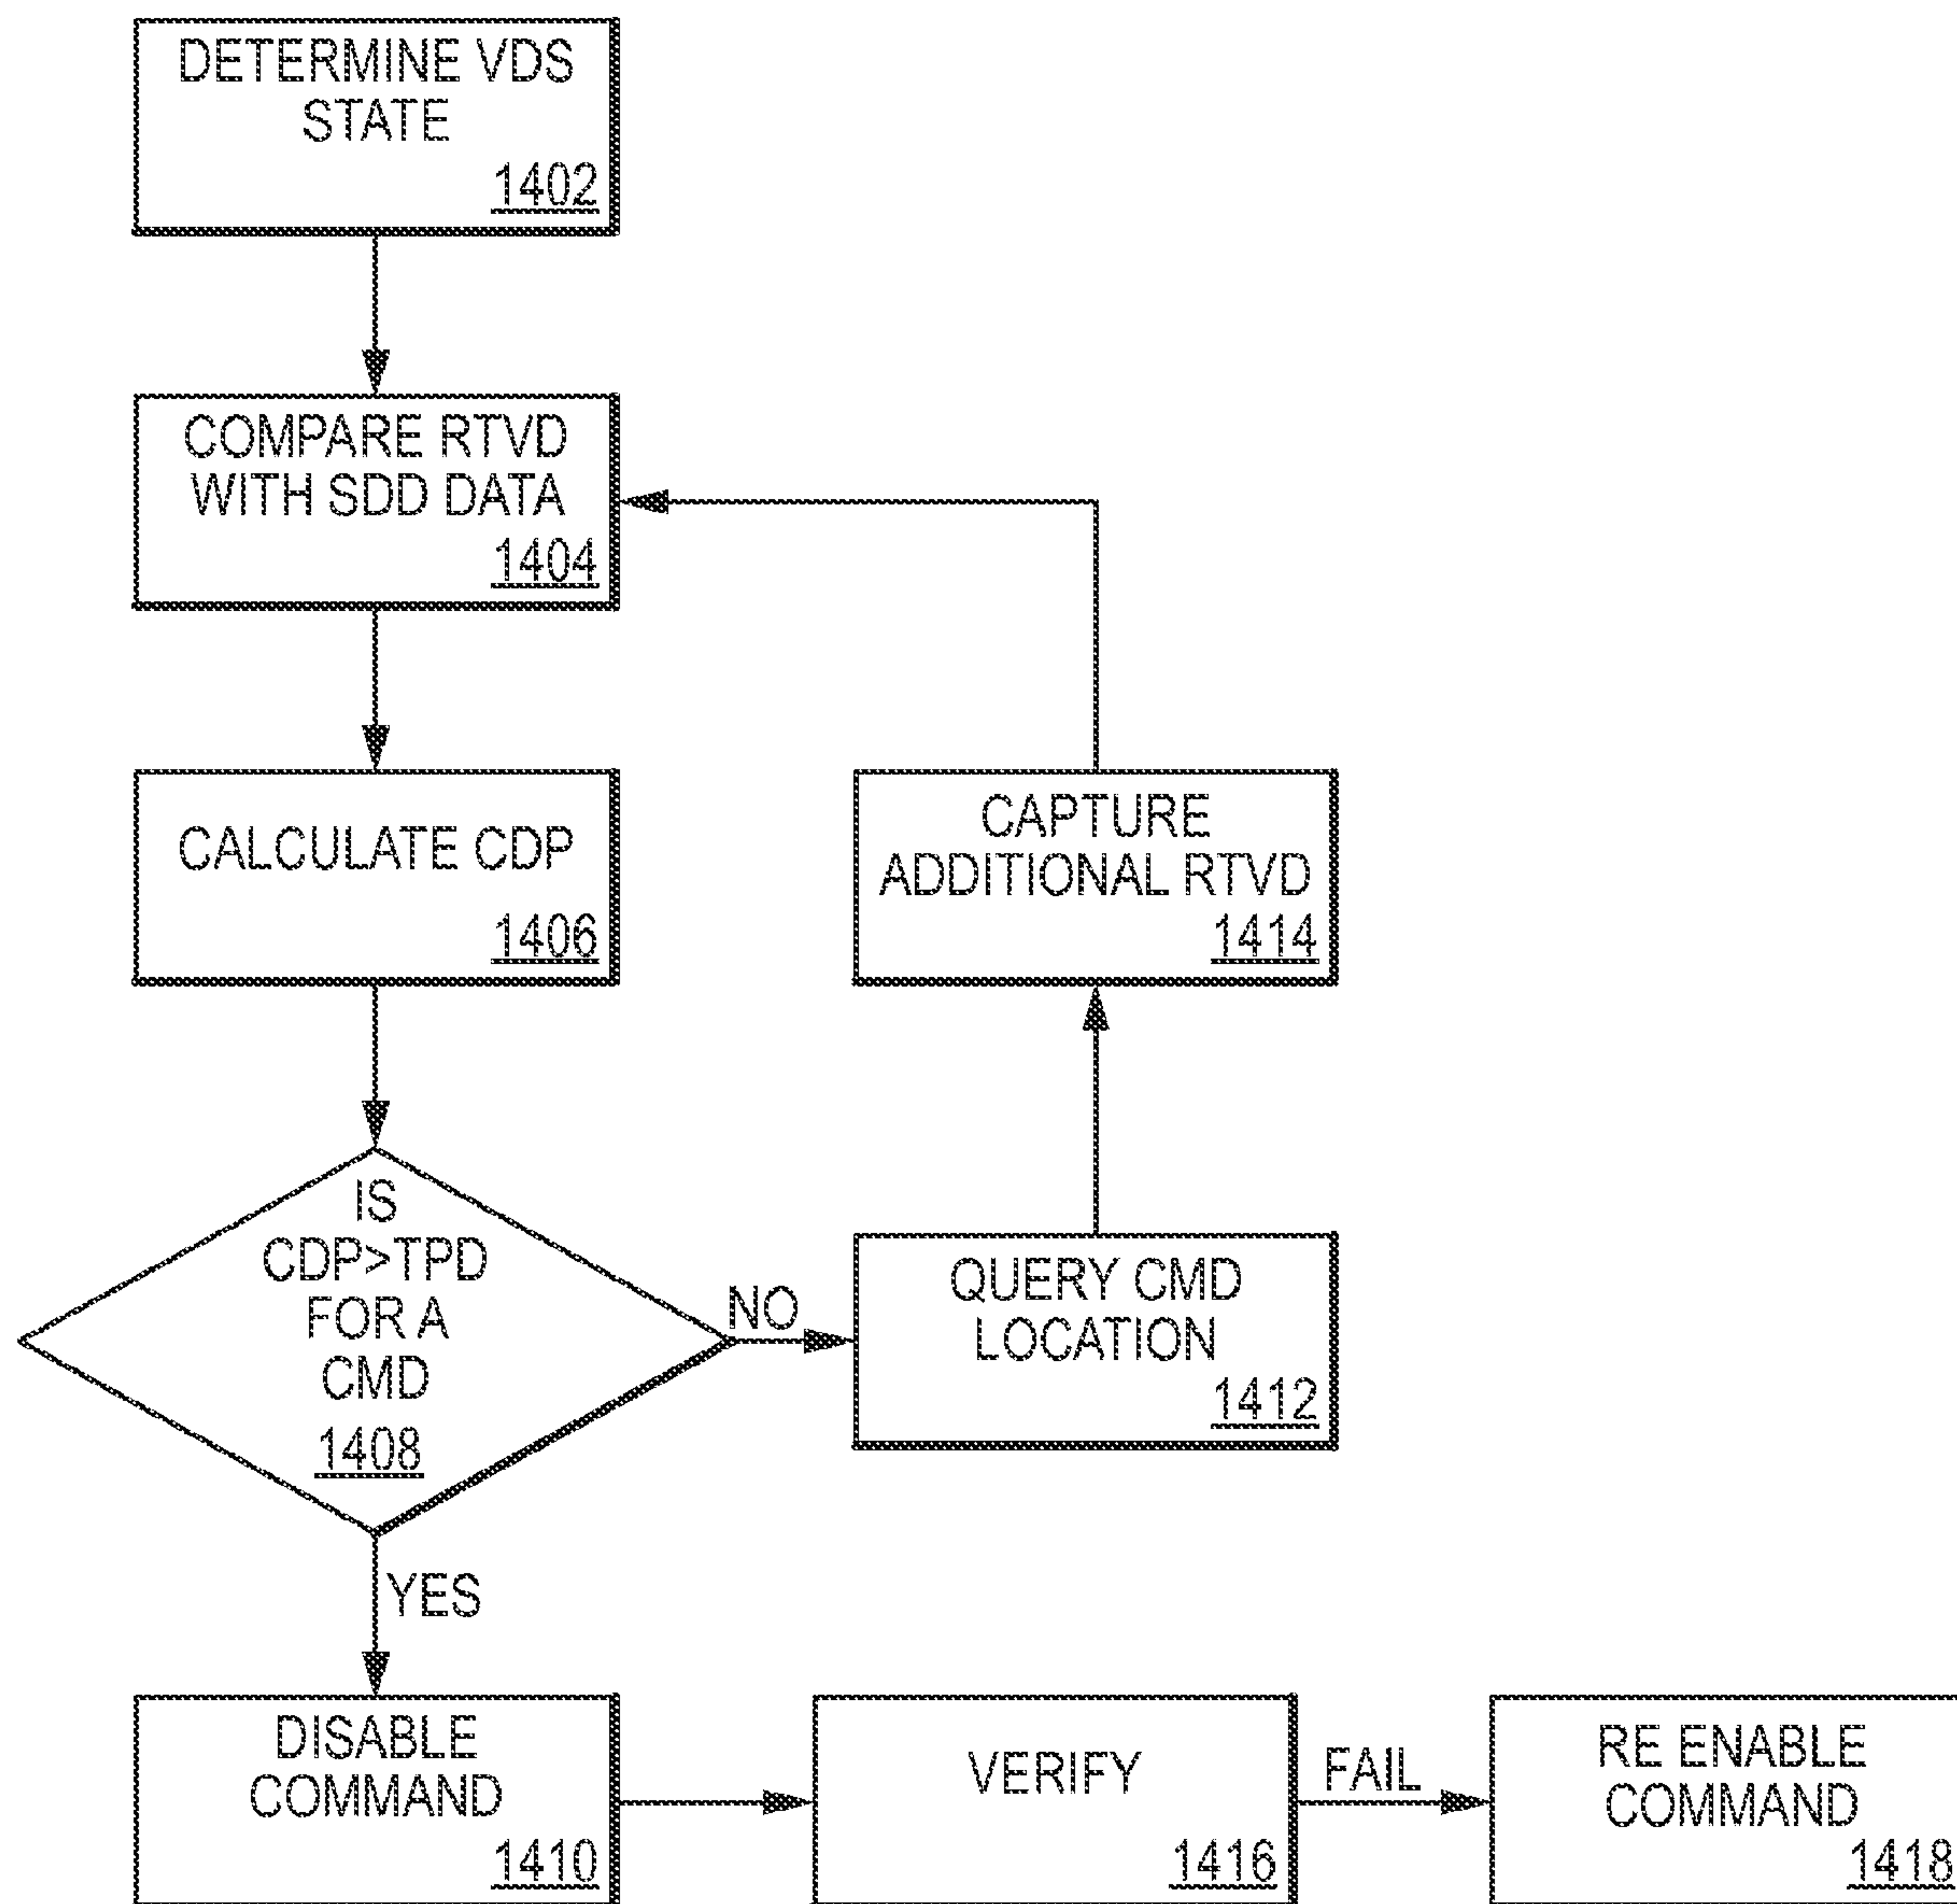 DETERMINE VDS
STATE
1402
COMPARE RTVD
WITH SDD DATA
1404
CALCULATE CDP
1406
CAPTURE
ADDITIONAL RTVD
1414
IS
CDP>TPD
FOR A
CMD
1408
NO
QUERY CMD
LOCATION
1412
YES
DISABLE
COMMAND
1410
VERIFY
1416
FAIL
RE ENABLE
COMMAND
1418